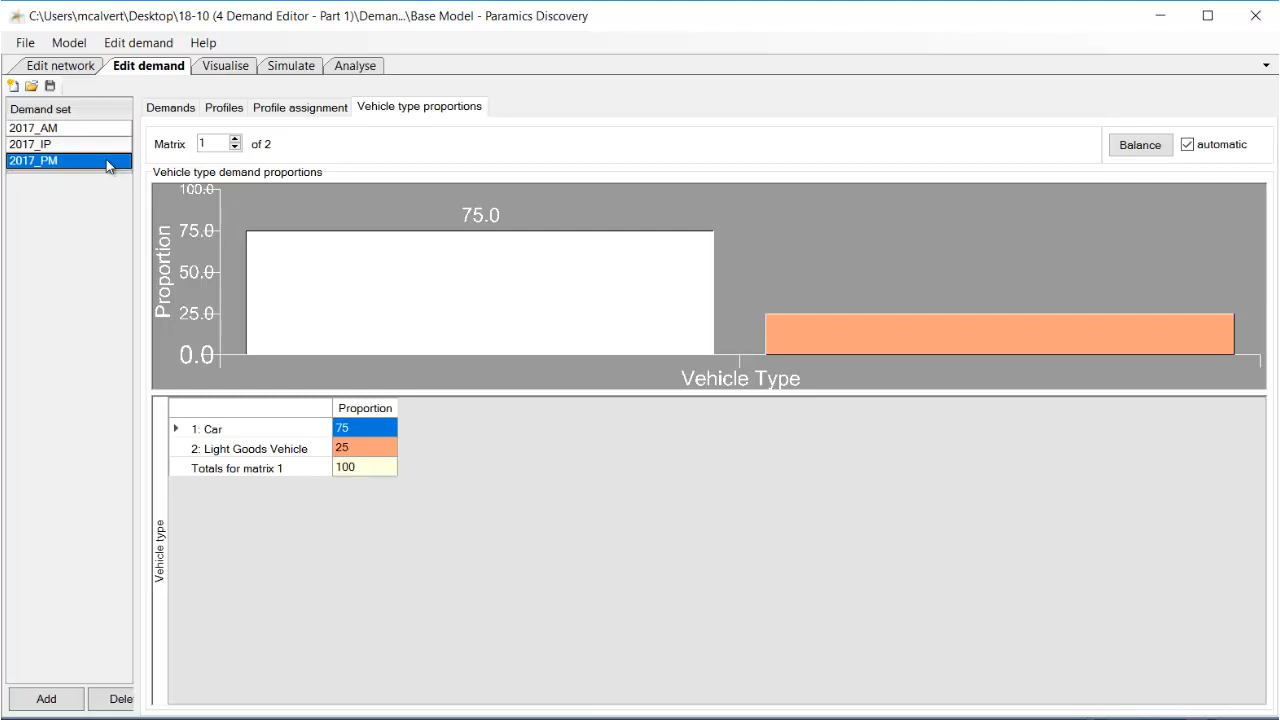 C:\Users\mcalvert\Desktop\18-10 (4 Demand Editor - Part 1)\Deman...\Base Model - Paramics Discovery
File Model Edit demand Help
Edit network Edit demand Visualise Simulate Analyse
Demand set
2017_AM
2017_IP
2017_PM
Demands Profiles Profile assignment Vehicle type proportions
Matrix 1 of 2 Balance automatic
Vehicle type demand proportions
100.0
75.0
50.0
25.0
0.0
Proportion
75.0
Vehicle Type
Proportion
1: Car 75
2: Light Goods Vehicle 25
Totals for matrix 1 100
Vehicle type
Add Dele